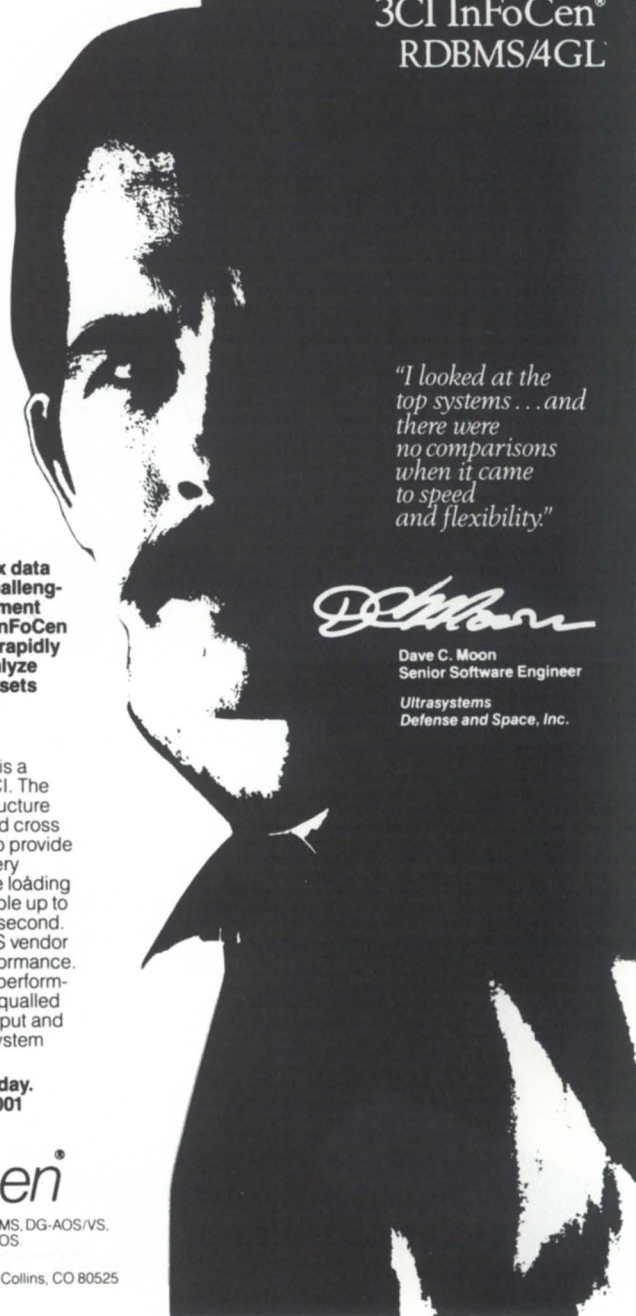 3CI InFoCen®
RDBMS/4GL
"I looked at the
top systems...and
there were
no comparisons
when it came
to speed
and flexibility."
DC Moon
Dave C. Moon
Senior Software Engineer
Ultrasystems
Defense and Space, Inc.
x data
alleng-
ment
nFoCen
rapidly
lyze
sets
is a
CI. The
ucture
d cross
o provide
ery
e loading
ble up to
second.
S vendor
ormance.
perform-
qualled
put and
ystem
day.
001
en®
MS, DG-AOS/VS.
OS.
Collins, CO 80525